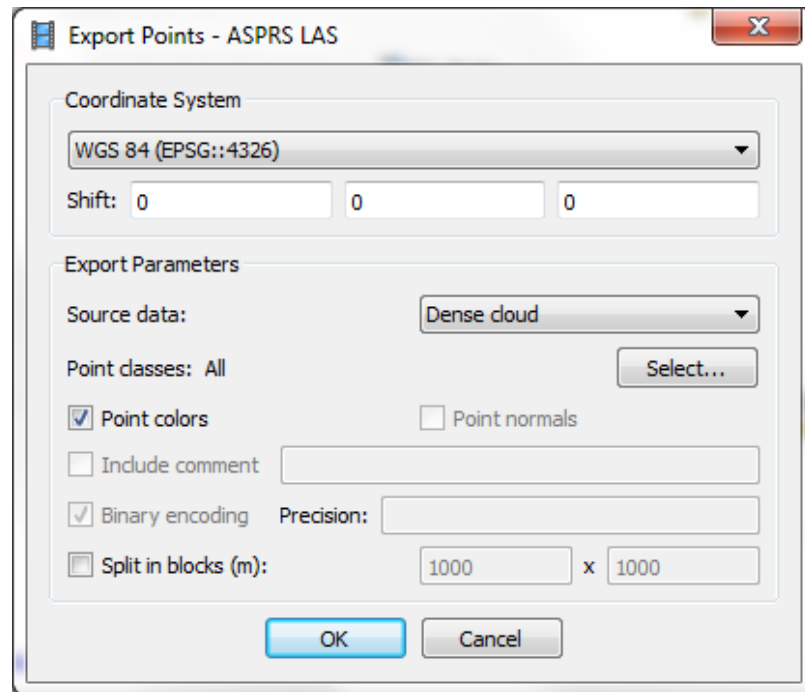 Export Points - ASPRS LAS
Coordinate System
WGS 84 (EPSG::4326)
Shift: 0 0 0
Export Parameters
Source data: Dense cloud
Point classes: All Select...
Point colors Point normals
Include comment
Binary encoding Precision:
Split in blocks (m): 1000 x 1000
OK Cancel